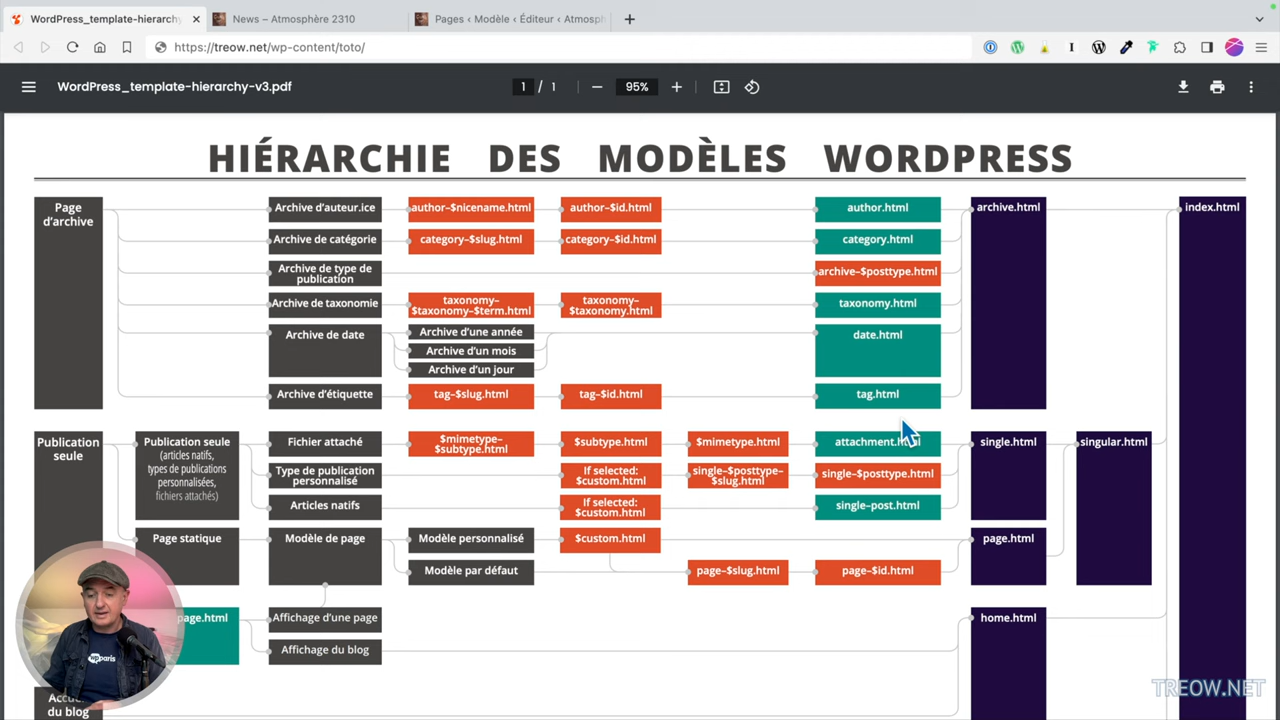 WordPress_template-hierarchy
News – Atmosphère 2310
Pages ‹ Modèle ‹ Éditeur ‹ Atmosph
https://treow.net/wp-content/toto/
WordPress_template-hierarchy-v3.pdf
1 / 1
95%
HIÉRARCHIE DES MODÈLES WORDPRESS
Page
d'archive
Archive d'auteur.ice
author–$nicename.html
author–$id.html
author.html
archive.html
index.html
Archive de catégorie
category–$slug.html
category–$id.html
category.html
Archive de type de
publication
archive–$posttype.html
Archive de taxonomie
taxonomy–
$taxonomy–$term.html
taxonomy–
$taxonomy.html
taxonomy.html
Archive de date
Archive d'une année
Archive d'un mois
Archive d'un jour
date.html
Archive d'étiquette
tag–$slug.html
tag–$id.html
tag.html
Publication
seule
Publication seule
(articles natifs,
types de publications
personnalisées,
fichiers attachés)
Fichier attaché
$mimetype–
$subtype.html
$subtype.html
$mimetype.html
attachment.html
single.html
singular.html
Type de publication
personnalisé
If selected:
$custom.html
single–$posttype–
$slug.html
single–$posttype.html
Articles natifs
If selected:
$custom.html
single–post.html
Page statique
Modèle de page
Modèle personnalisé
$custom.html
page.html
Modèle par défaut
page–$slug.html
page–$id.html
page.html
Affichage d'une page
home.html
Affichage du blog
du blog
wpparis
TREOW.NET